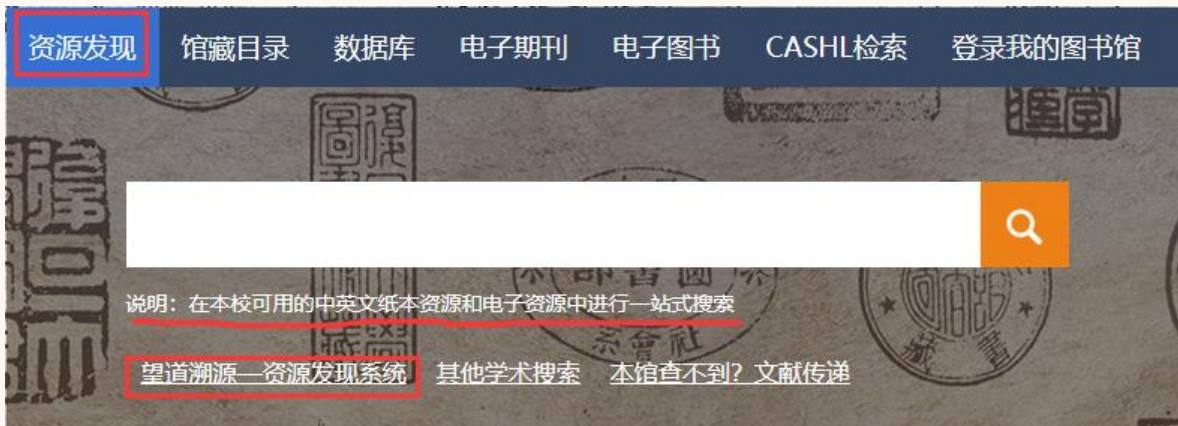 资源发现 馆藏目录 数据库 电子期刊 电子图书 CASHL检索 登录我的图书馆
说明：在本校可用的中英文纸本资源和电子资源中进行一站式搜索
望道溯源—资源发现系统 其他学术搜索 本馆查不到？文献传递